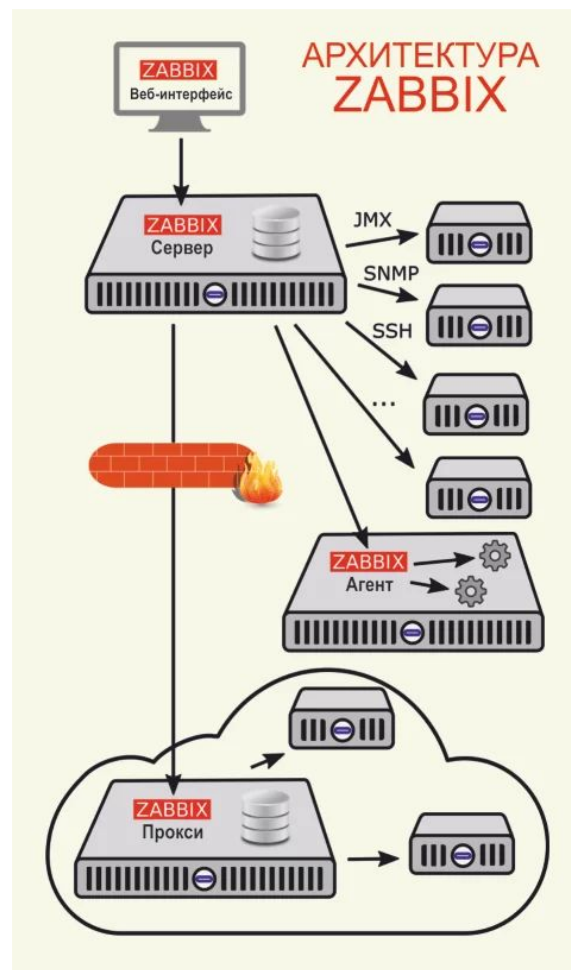 АРХИТЕКТУРА
ZABBIX
ZABBIX
Веб-интерфейс
ZABBIX
Сервер
JMX
SNMP
SSH
...
ZABBIX
Агент
ZABBIX
Прокси